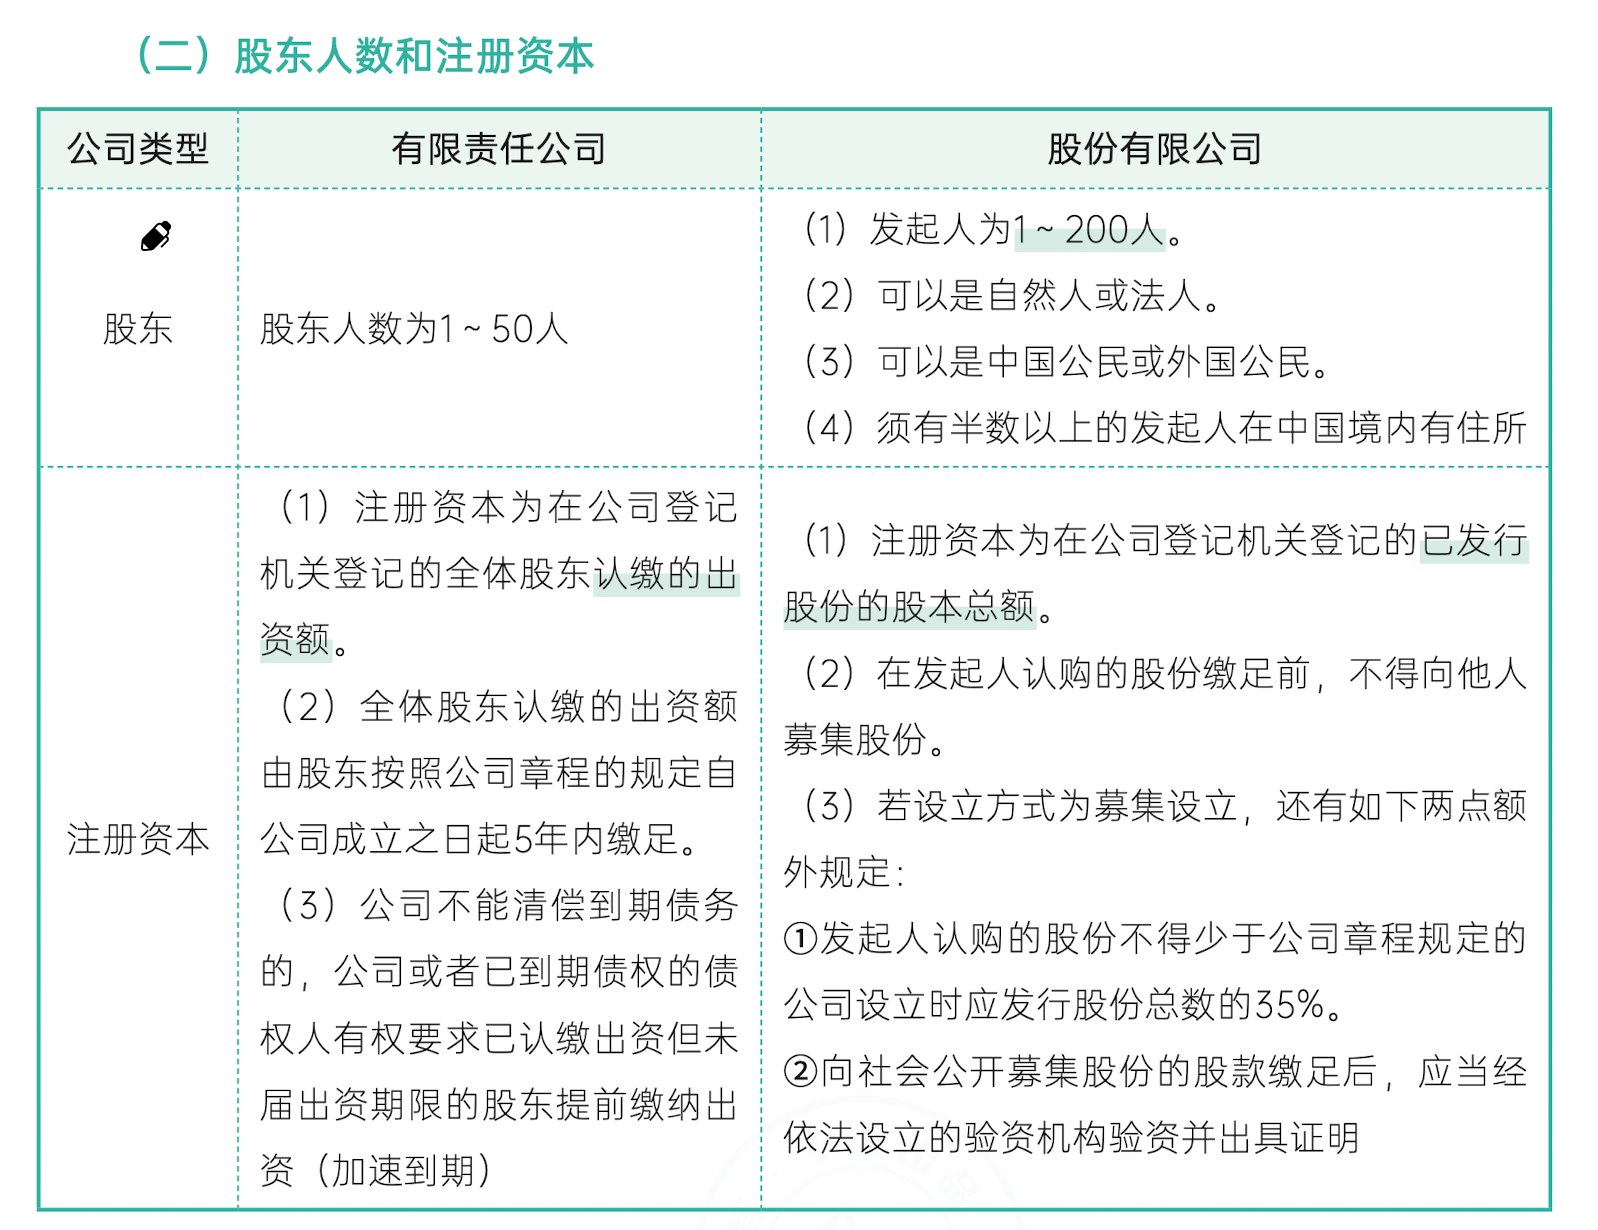 （二）股东人数和注册资本
公司类型
有限责任公司
股份有限公司
股东
股东人数为1~50人
（1）发起人为1~200人。
（2）可以是自然人或法人。
（3）可以是中国公民或外国公民。
（4）须有半数以上的发起人在中国境内有住所
注册资本
（1）注册资本为在公司登记
机关登记的全体股东认缴的出
资额。
（2）全体股东认缴的出资额
由股东按照公司章程的规定自
公司成立之日起5年内缴足。
（3）公司不能清偿到期债务
的，公司或者已到期债权的债
权人有权要求已认缴出资但未
届出资期限的股东提前缴纳出
资（加速到期）
（1）注册资本为在公司登记机关登记的已发行
股份的股本总额。
（2）在发起人认购的股份缴足前，不得向他人
募集股份。
（3）若设立方式为募集设立，还有如下两点额
外规定：
①发起人认购的股份不得少于公司章程规定的
公司设立时应发行股份总数的35%。
②向社会公开募集股份的股款缴足后，应当经
依法设立的验资机构验资并出具证明